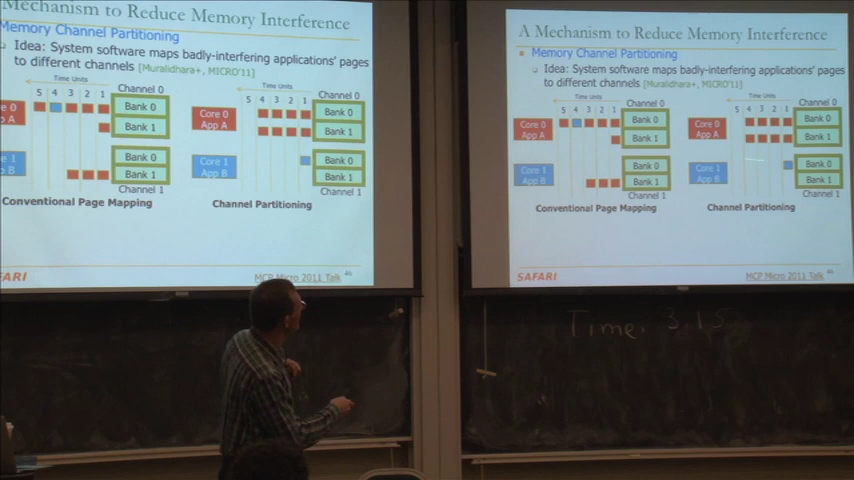 Mechanism to Reduce Memory Interference
Memory Channel Partitioning
Idea: System software maps badly-interfering applications' pages
to different channels [Muralidhara+, MICRO'11]
Time Units
5 4 3 2 1
Channel 0
Bank 0
Bank 1
Bank 0
Bank 1
Channel 1
Conventional Page Mapping
Time Units
5 4 3 2 1
Core 0
App A
Core 1
App B
Channel 0
Bank 0
Bank 1
Bank 0
Bank 1
Channel 1
Channel Partitioning
MCP Micro 2011 Talk
46
A Mechanism to Reduce Memory Interference
Memory Channel Partitioning
Idea: System software maps badly-interfering applications' pages
to different channels [Muralidhara+, MICRO'11]
Time Units
5 4 3 2 1
Core 0
App A
Core 1
App B
Channel 0
Bank 0
Bank 1
Bank 0
Bank 1
Channel 1
Conventional Page Mapping
Time Units
5 4 3 2 1
Core 0
App A
Core 1
App B
Channel 0
Bank 0
Bank 1
Bank 0
Bank 1
Channel 1
Channel Partitioning
SAFARI
MCP Micro 2011 Talk
46
Time: